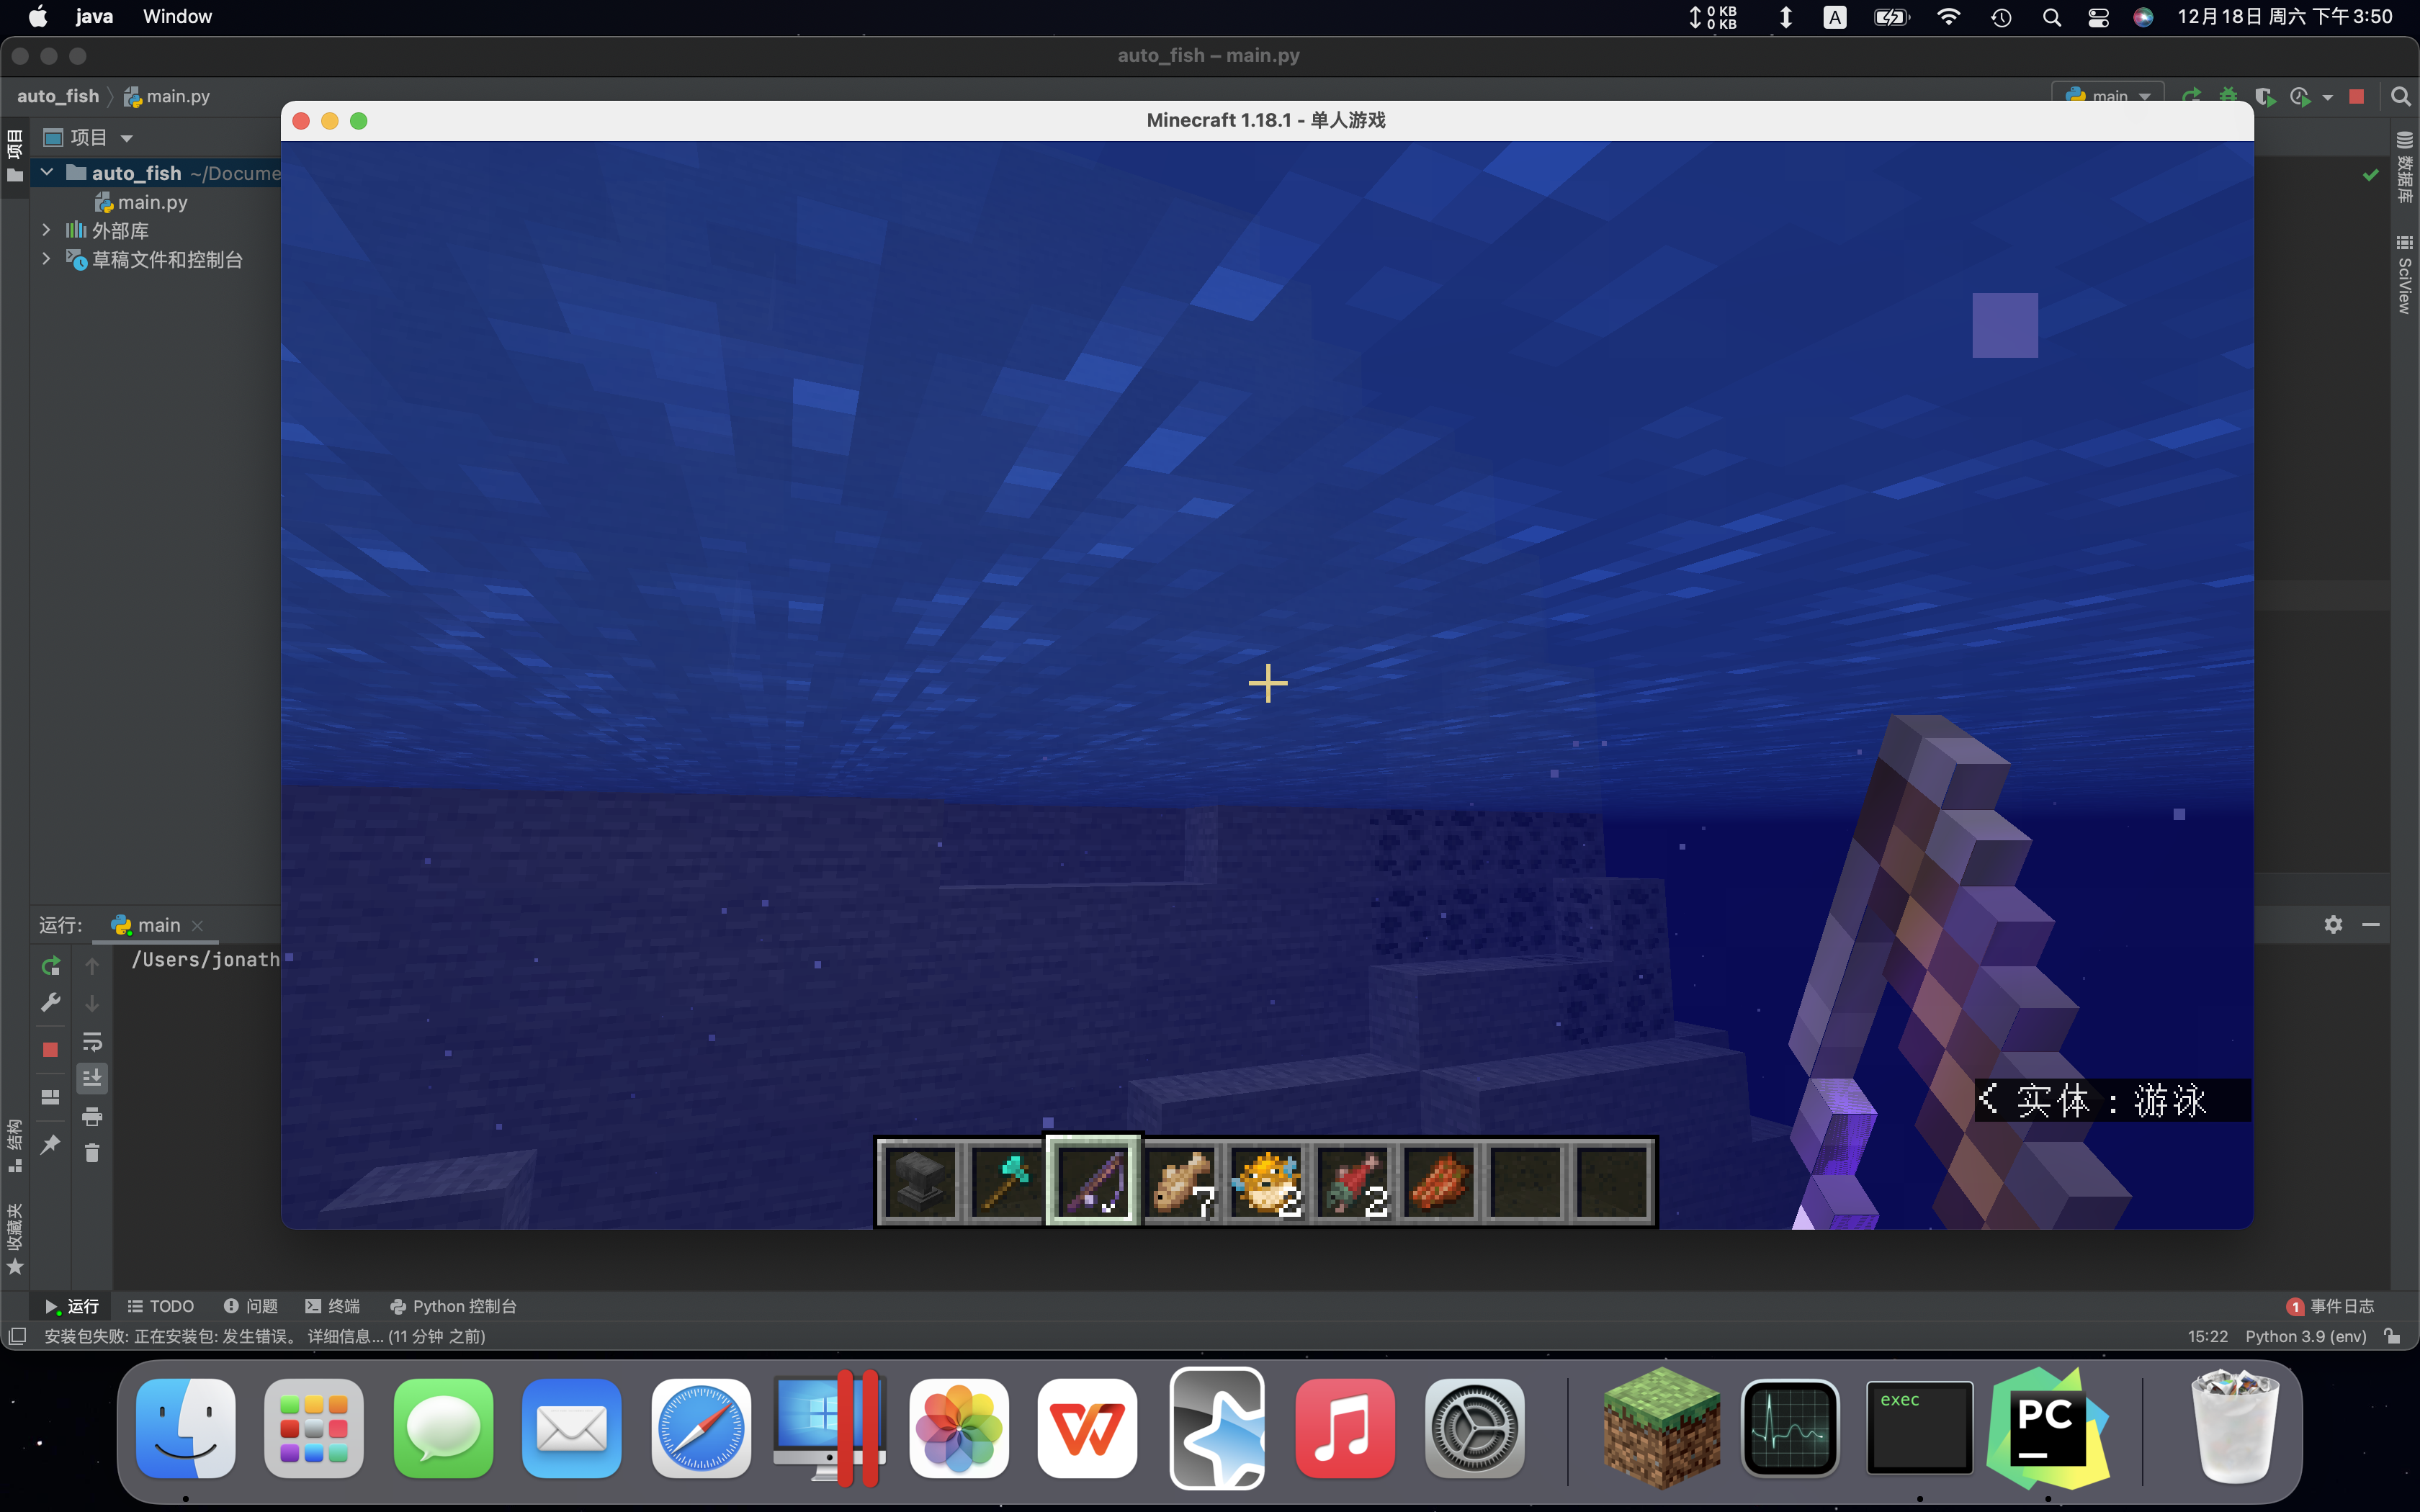 java Window 0 KB A 12月18日 周六 下午3:50
0 KB
auto_fish – main.py
auto_fish main.py main
Minecraft 1.18.1 - 单人游戏
项目
项目
auto_fish ~/Docume
main.py
外部库
草稿文件和控制台
数据库
SciView
运行: main
/Users/jonath
< 实体：游泳
7 2 2
结构
收藏夹
运行 TODO 问题 终端 Python 控制台 1 事件日志
安装包失败: 正在安装包: 发生错误。 详细信息... (11 分钟 之前) 15:22 Python 3.9 (env)
exec
PC